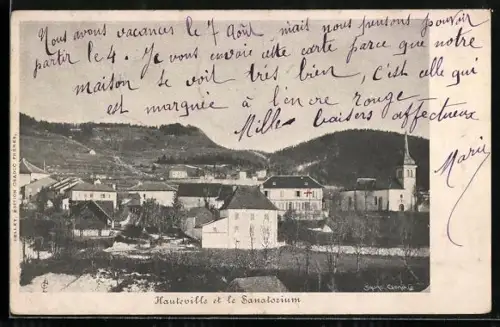 Nous avons vacances le 7 Août mais nous pensons pouvoir
partir le 4. Je vous envoie cette carte parce que notre
maison se voit très bien, C'est celle qui
est marquée à l'encre rouge
Mille baisers affectueux
Marie
Hauteville et le Sanatorium